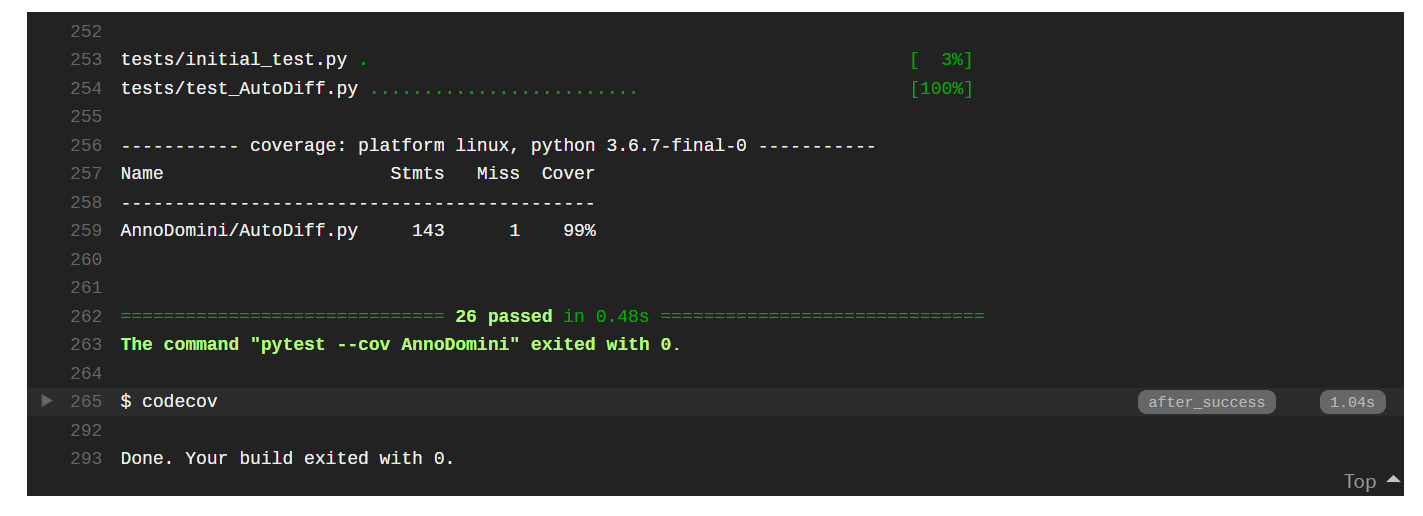 252
253 tests/initial_test.py . [  3%]
254 tests/test_AutoDiff.py ......................... [100%]
255
256 ----------- coverage: platform linux, python 3.6.7-final-0 -----------
257 Name                     Stmts   Miss  Cover
258 --------------------------------------------
259 AnnoDomini/AutoDiff.py     143      1    99%
260
261
262 ============================== 26 passed in 0.48s ==============================
263 The command "pytest --cov AnnoDomini" exited with 0.
264
265 $ codecov after_success 1.04s
292
293 Done. Your build exited with 0.
Top